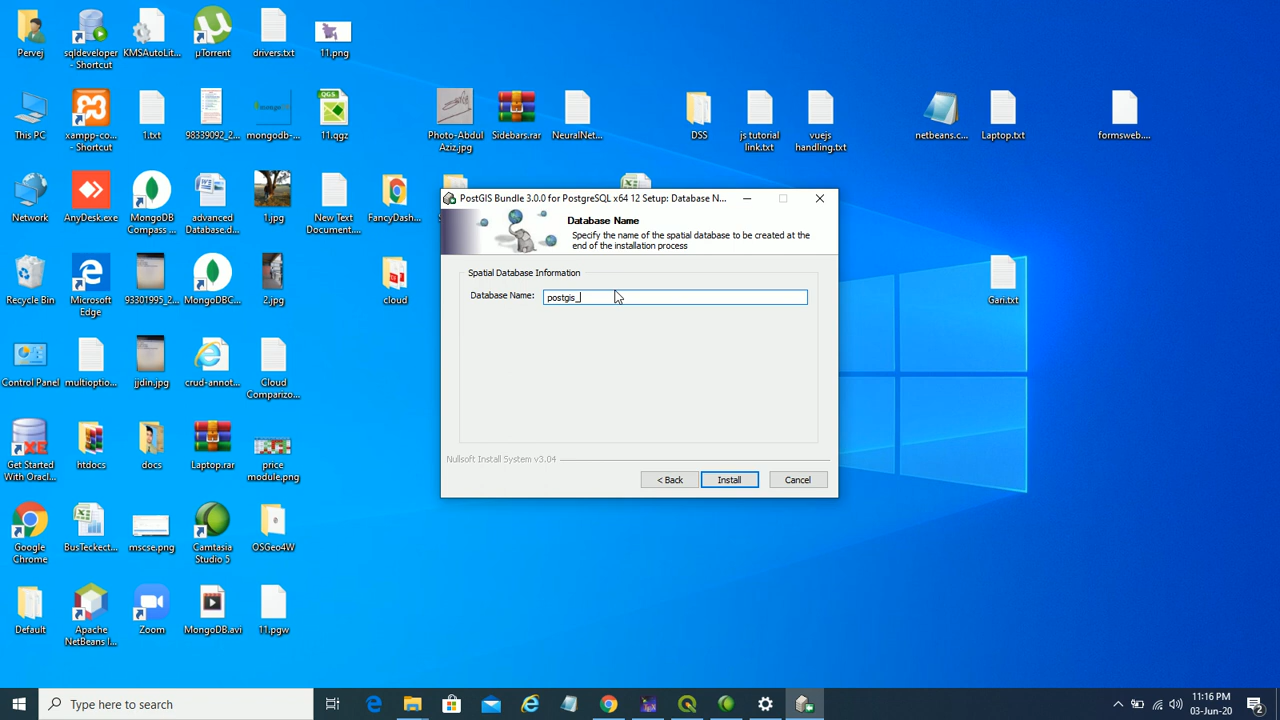 Pervej
sqldeveloper
- Shortcut
KMSAutoLit...
µTorrent
drivers.txt
11.png
This PC
xampp-co...
- Shortcut
1.txt
98339092_2...
mongodb-...
QGS
11.qgz
Photo-Abdul
Aziz.jpg
Sidebars.rar
NeuralNet...
DSS
js tutorial
link.txt
vuejs
handling.txt
netbeans.c...
Laptop.txt
formsweb....
Network
AnyDesk.exe
MongoDB
Compass ...
advanced
Database.d...
1.jpg
New Text
Document....
FancyDash...
PostGIS Bundle 3.0.0 for PostgreSQL x64 12 Setup: Database N...
Database Name
Specify the name of the spatial database to be created at the
end of the installation process
Spatial Database Information
Database Name:
postgis_
Nullsoft Install System v3.04
< Back
Install
Cancel
Recycle Bin
Microsoft
Edge
93301995_2...
MongoDBC...
2.jpg
cloud
Gari.txt
Control Panel
multioptio...
jjdin.jpg
crud-annot...
Cloud
Comparizo...
XE
Get Started
With Oracl...
htdocs
docs
Laptop.rar
price
module.png
Google
Chrome
BusTeckect...
mscse.png
Camtasia
Studio 5
OSGeo4W
Default
Apache
NetBeans I...
Zoom
MongoDB.avi
11.pgw
Type here to search
11:16 PM
03-Jun-20
2